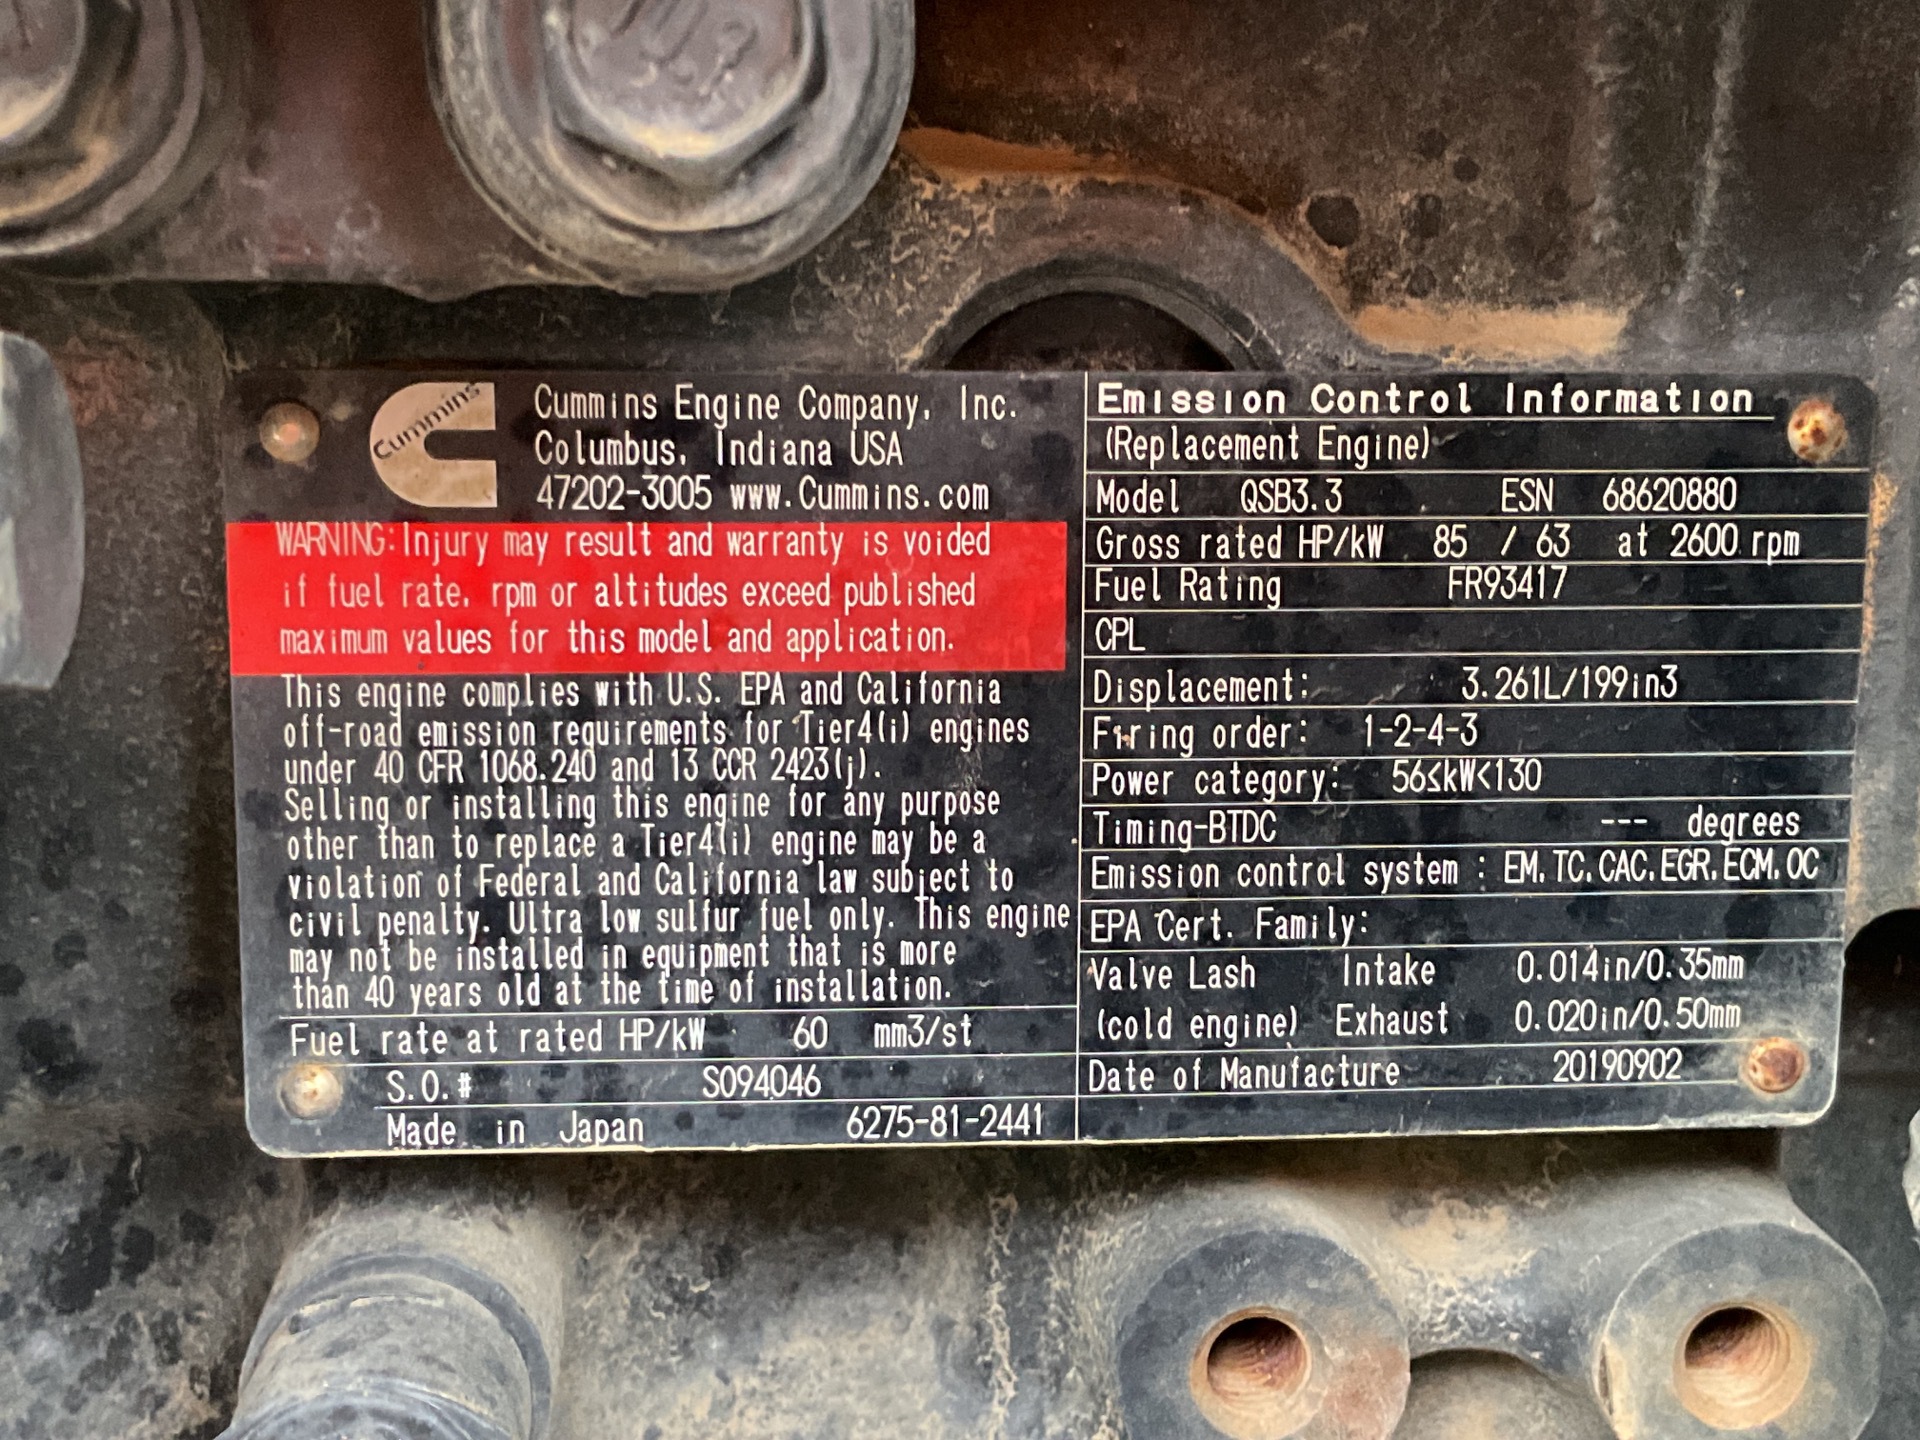 Cummins
Cummins Engine Company, Inc.
Columbus, Indiana USA
47202-3005 www.Cummins.com
WARNING: Injury may result and warranty is voided
if fuel rate, rpm or altitudes exceed published
maximum values for this model and application.
This engine complies with U.S. EPA and California
off-road emission requirements for Tier4(i) engines
under 40 CFR 1068.240 and 13 CCR 2423(j).
Selling or installing this engine for any purpose
other than to replace a Tier4(i) engine may be a
violation of Federal and California law subject to
civil penalty. Ultra low sulfur fuel only. This engine
may not be installed in equipment that is more
than 40 years old at the time of installation.
Fuel rate at rated HP/kW 60 mm3/st
S.O.# S094046
Made in Japan 6275-81-2441
Emission Control Information
(Replacement Engine)
Model QSB3.3 ESN 68620880
Gross rated HP/kW 85 / 63 at 2600 rpm
Fuel Rating FR93417
CPL
Displacement: 3.261L/199in3
Firing order: 1-2-4-3
Power category: 56≤kW<130
Timing-BTDC --- degrees
Emission control system : EM, TC, CAC, EGR, ECM, OC
EPA Cert. Family:
Valve Lash Intake 0.014in/0.35mm
(cold engine) Exhaust 0.020in/0.50mm
Date of Manufacture 20190902